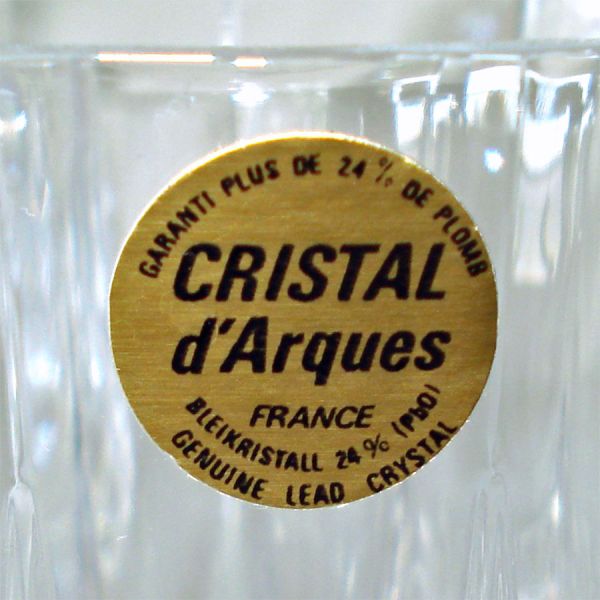 GARANTI PLUS DE 24 % DE PLOMB
CRISTAL
d'Arques
FRANCE
BLEIKRISTALL 24 % (PbO)
GENUINE LEAD CRYSTAL